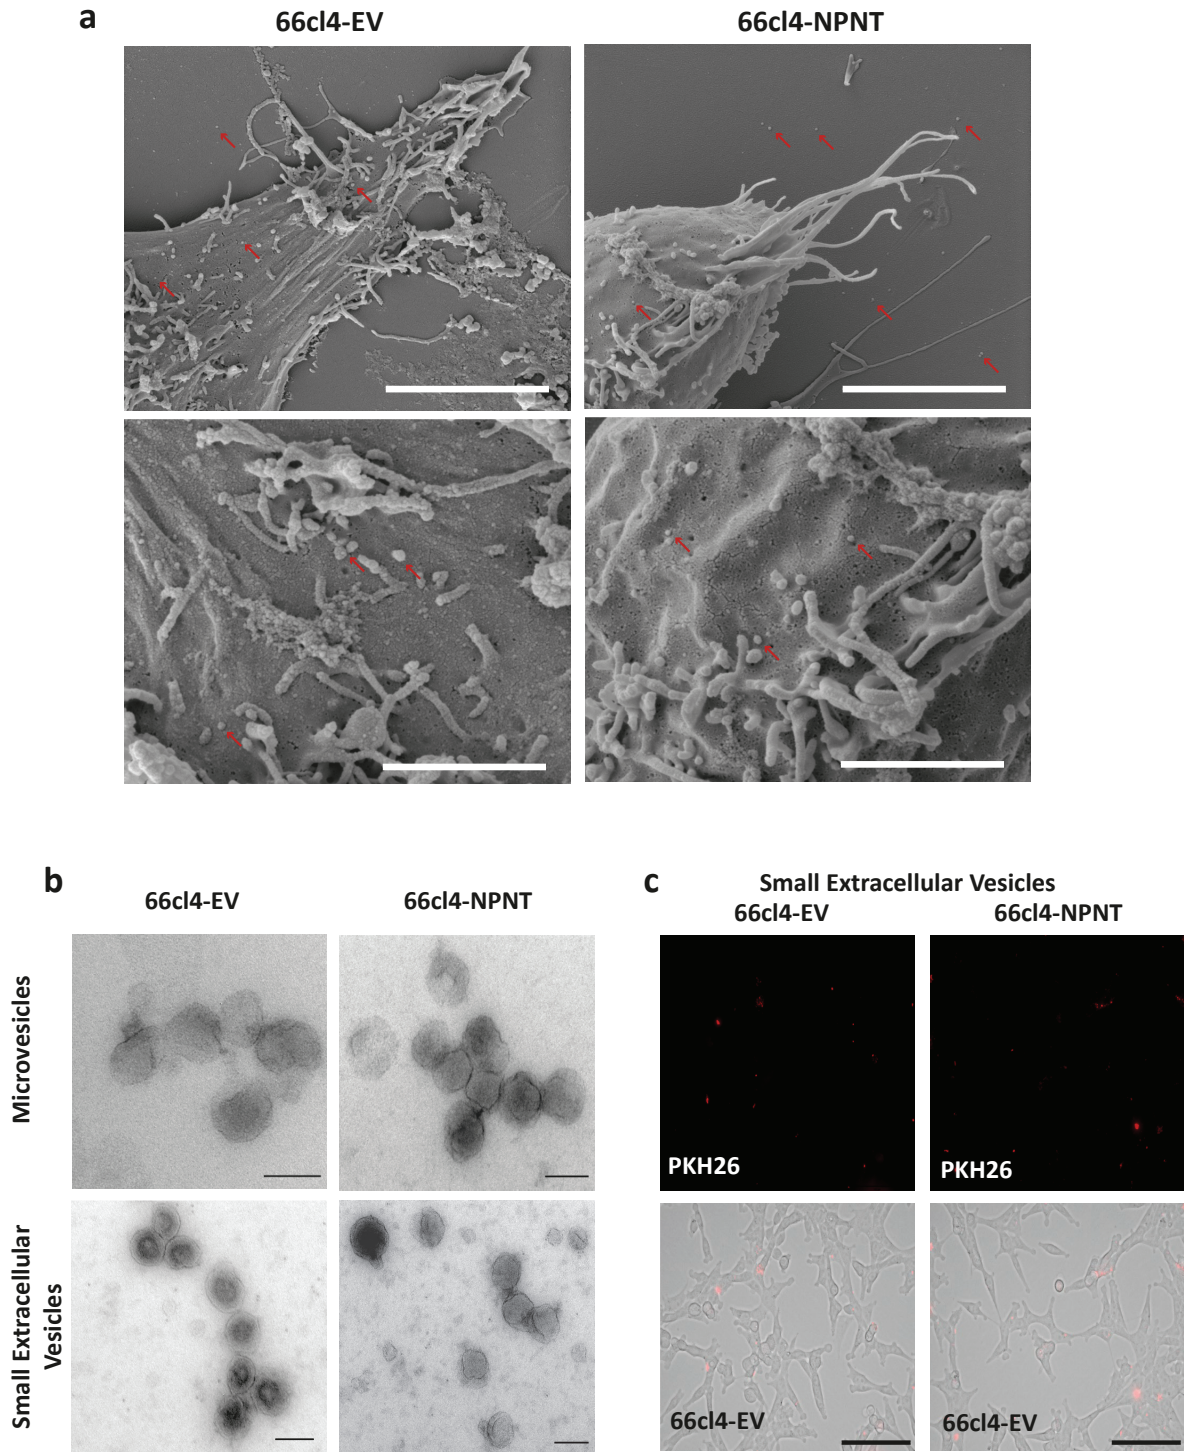 a
66cl4-EV
66cl4-NPNT
b
66cl4-EV
66cl4-NPNT
Microvesicles
Small Extracellular
Vesicles
c
Small Extracellular Vesicles
66cl4-EV
66cl4-NPNT
PKH26
PKH26
66cl4-EV
66cl4-EV